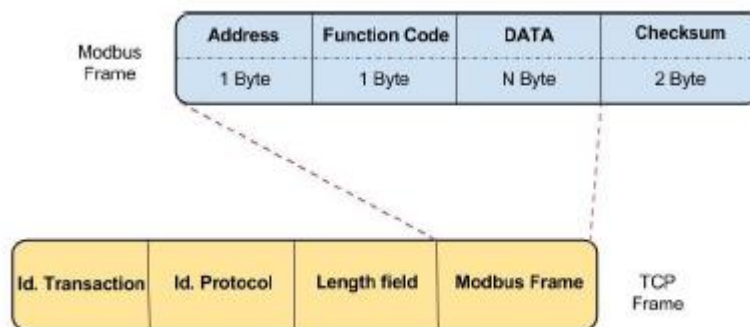 Modbus
Frame
Address Function Code DATA Checksum
1 Byte 1 Byte N Byte 2 Byte
Id. Transaction Id. Protocol Length field Modbus Frame
TCP
Frame